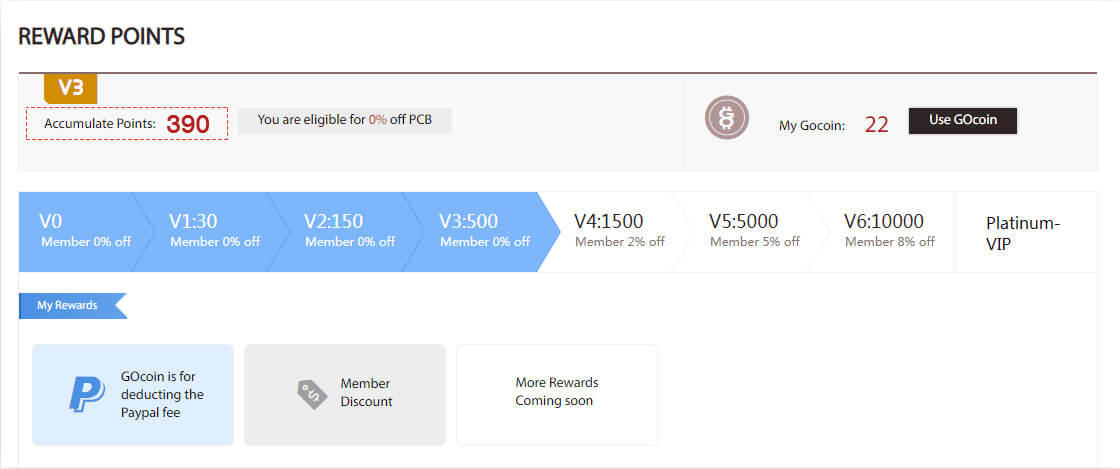 REWARD POINTS
V3
Accumulate Points: 390
You are eligible for 0% off PCB
My Gocoin: 22
Use GOcoin
V0
Member 0% off
V1:30
Member 0% off
V2:150
Member 0% off
V3:500
Member 0% off
V4:1500
Member 2% off
V5:5000
Member 5% off
V6:10000
Member 8% off
Platinum-
VIP
My Rewards
GOcoin is for
deducting the
Paypal fee
Member
Discount
More Rewards
Coming soon